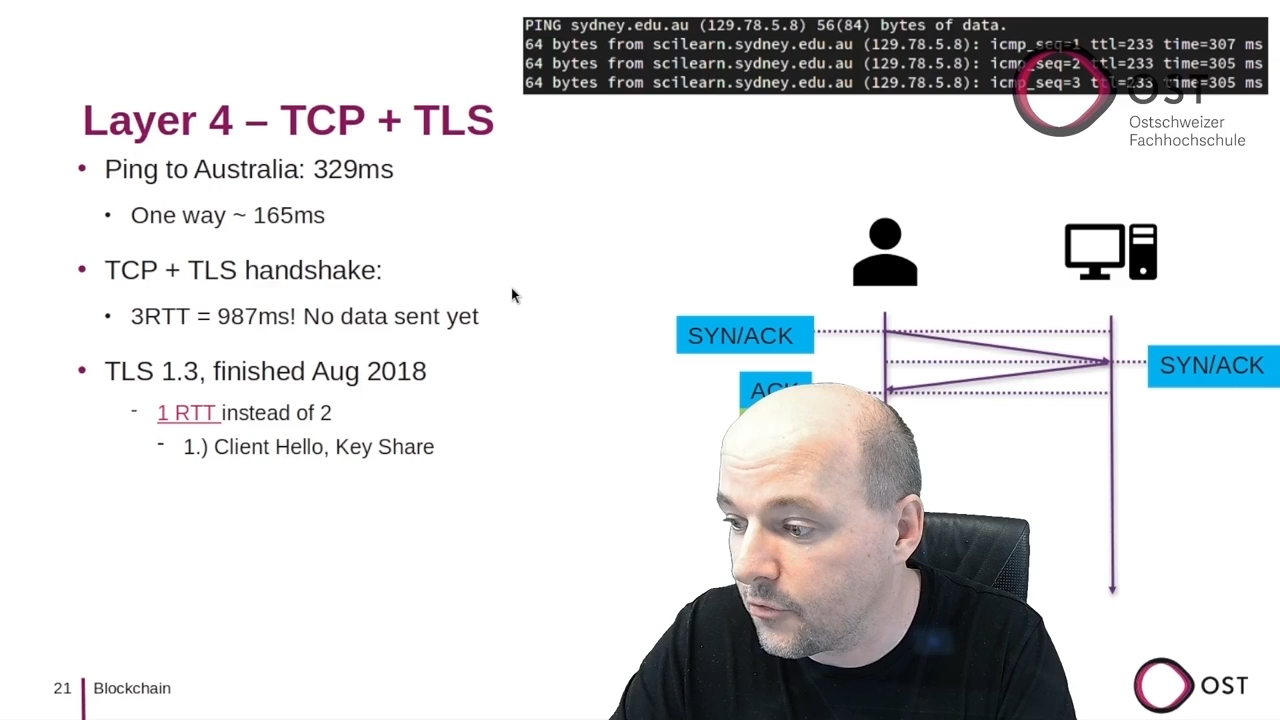 PING sydney.edu.au (129.78.5.8) 56(84) bytes of data.
64 bytes from scilearn.sydney.edu.au (129.78.5.8): icmp_seq=1 ttl=233 time=307 ms
64 bytes from scilearn.sydney.edu.au (129.78.5.8): icmp_seq=2 ttl=233 time=305 ms
64 bytes from scilearn.sydney.edu.au (129.78.5.8): icmp_seq=3 ttl=233 time=305 ms
OST
Ostschweizer
Fachhochschule
Layer 4 – TCP + TLS
• Ping to Australia: 329ms
• One way ~ 165ms
• TCP + TLS handshake:
• 3RTT = 987ms! No data sent yet
• TLS 1.3, finished Aug 2018
- 1 RTT instead of 2
- 1.) Client Hello, Key Share
SYN/ACK
SYN/ACK
ACK
21 Blockchain
OST